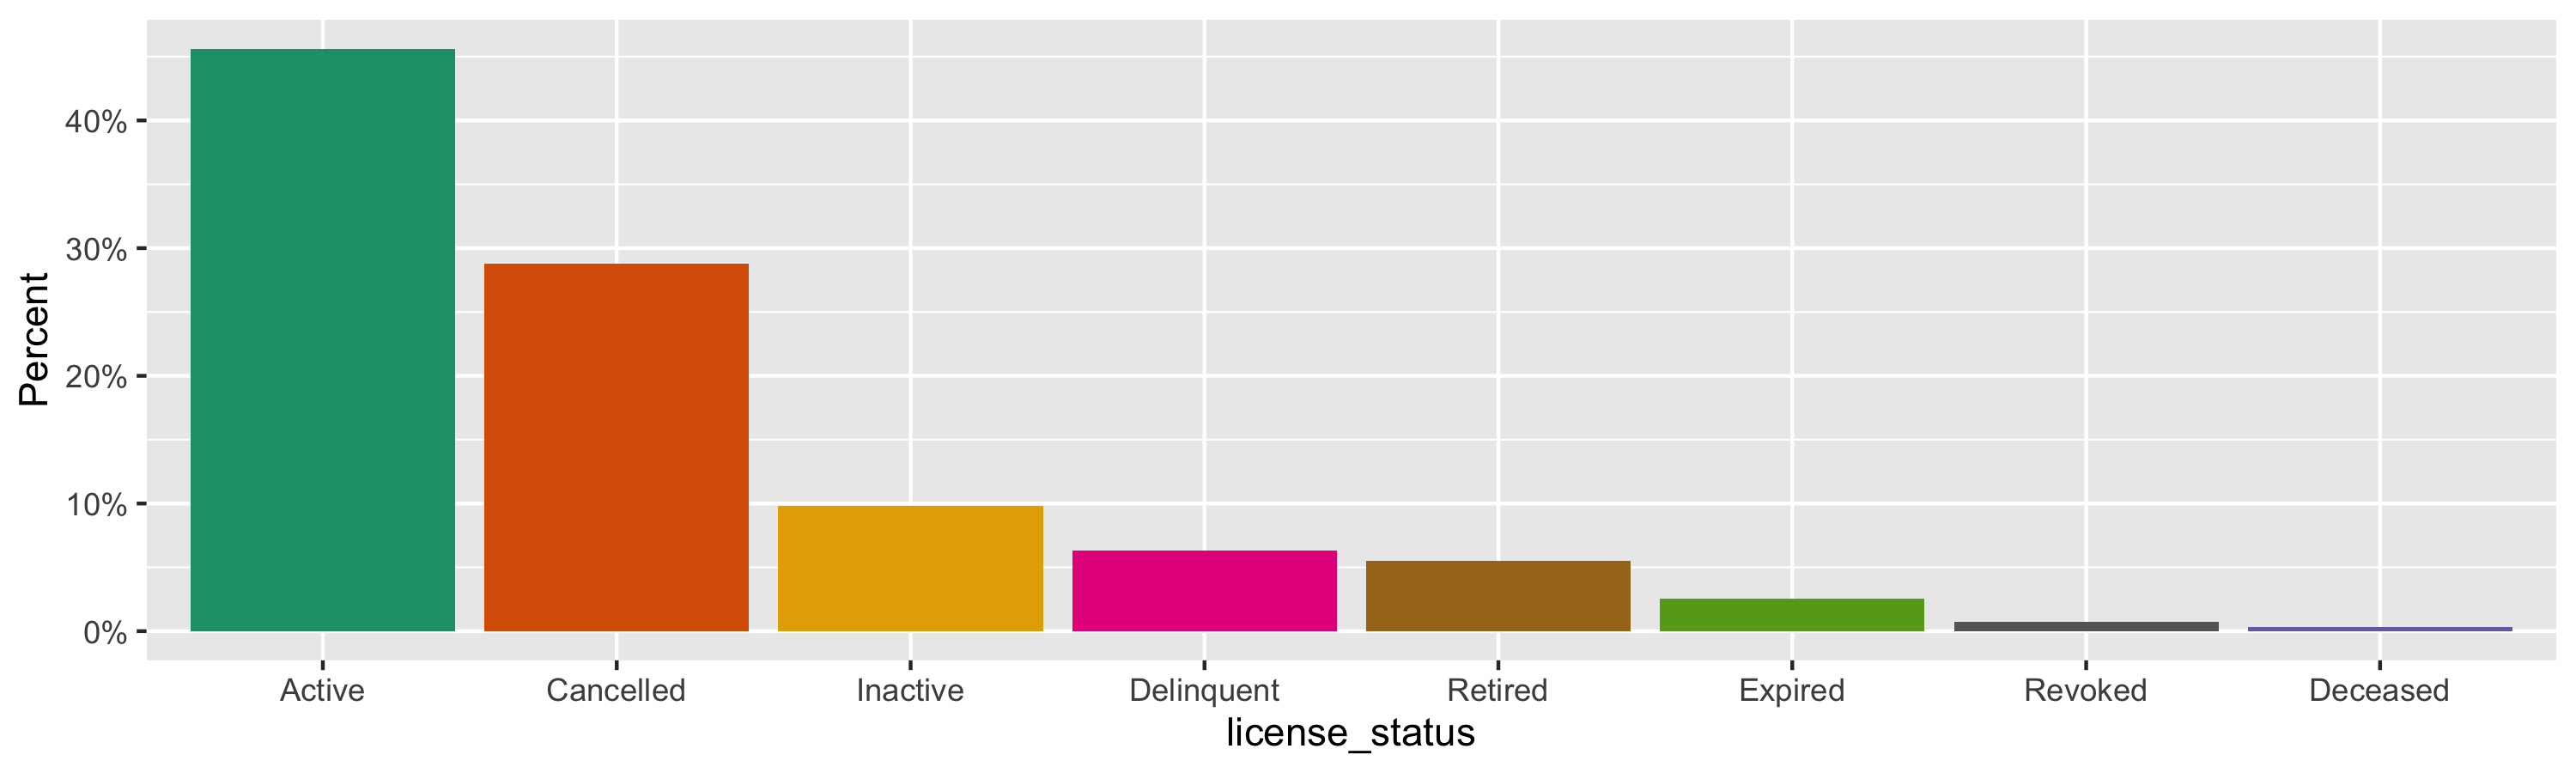 Percent
40%
30%
20%
10%
0%
Active Cancelled Inactive Delinquent Retired Expired Revoked Deceased
license_status